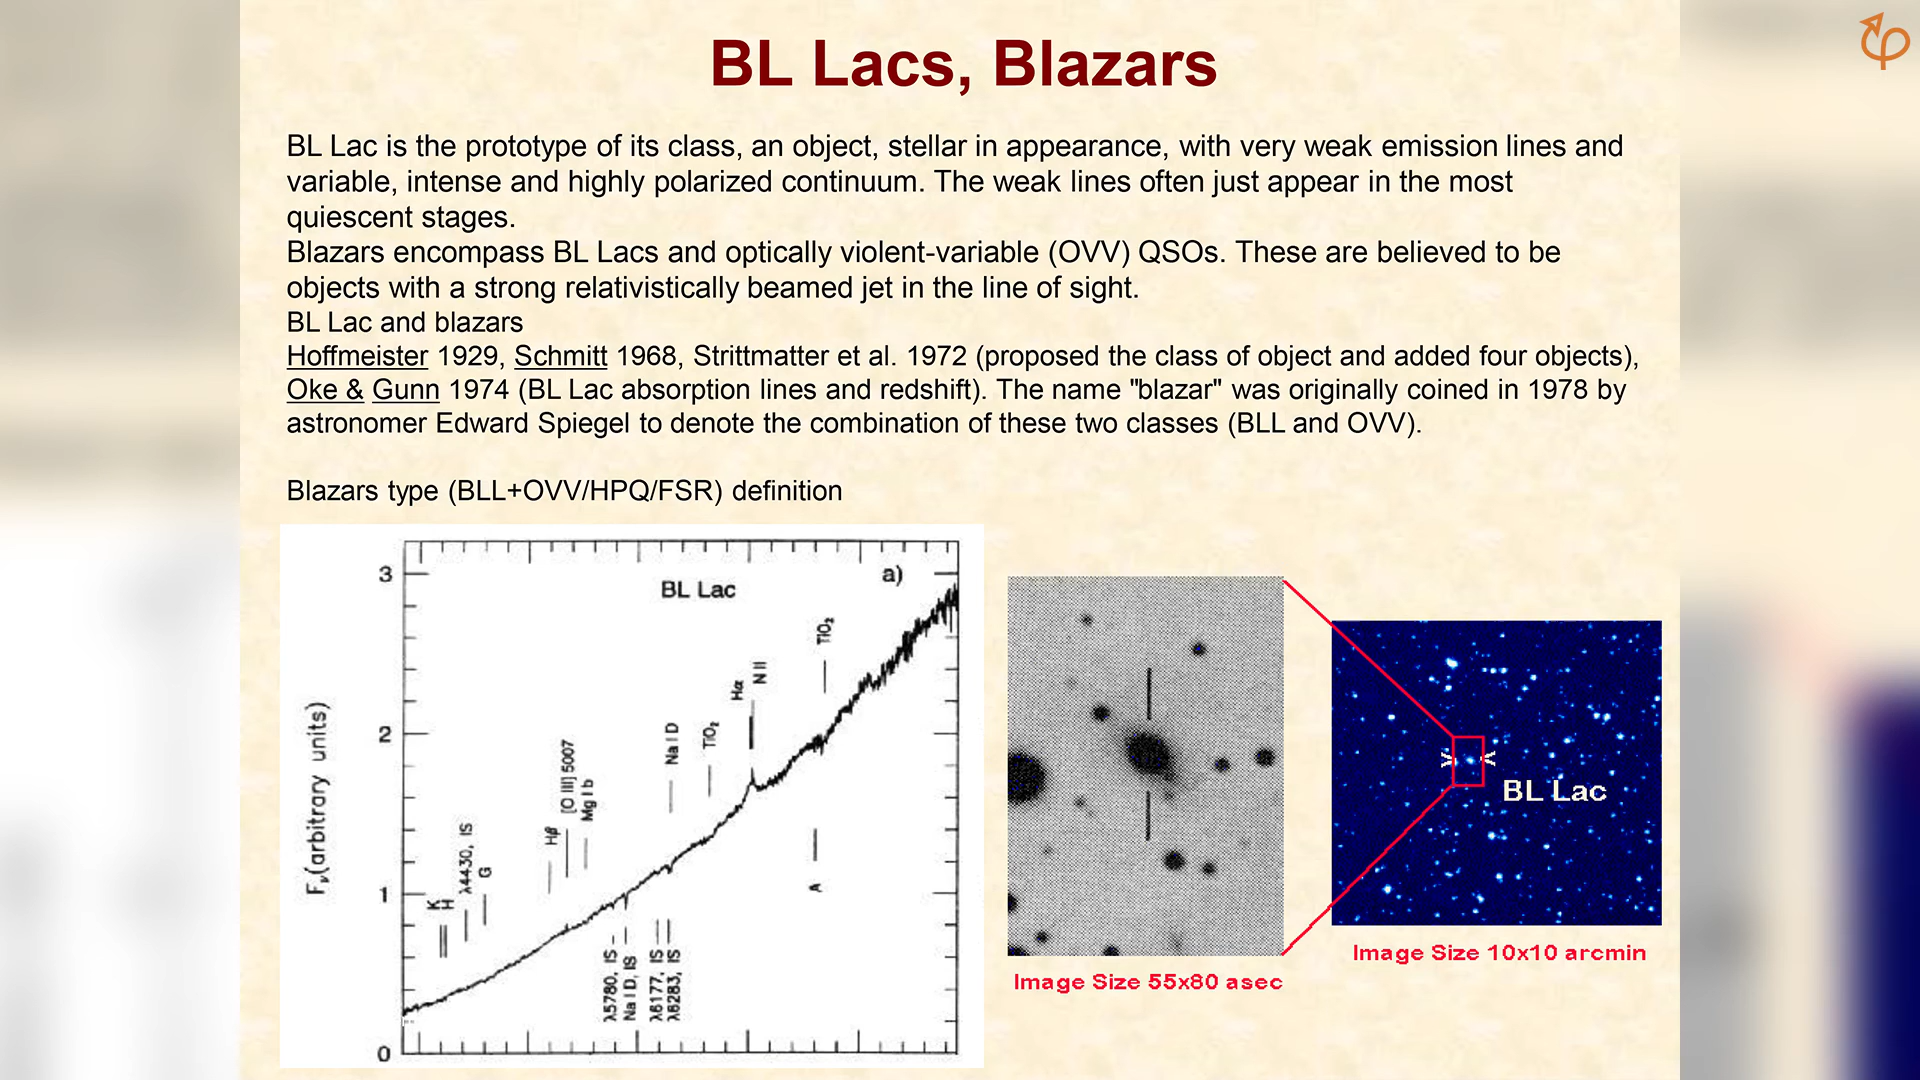 BL Lacs, Blazars
BL Lac is the prototype of its class, an object, stellar in appearance, with very weak emission lines and
variable, intense and highly polarized continuum. The weak lines often just appear in the most
quiescent stages.
Blazars encompass BL Lacs and optically violent-variable (OVV) QSOs. These are believed to be
objects with a strong relativistically beamed jet in the line of sight.
BL Lac and blazars
Hoffmeister 1929, Schmitt 1968, Strittmatter et al. 1972 (proposed the class of object and added four objects),
Oke & Gunn 1974 (BL Lac absorption lines and redshift). The name "blazar" was originally coined in 1978 by
astronomer Edward Spiegel to denote the combination of these two classes (BLL and OVV).
Blazars type (BLL+OVV/HPQ/FSR) definition
BL Lac
a)
3
2
1
0
Fν(arbitrary units)
K
H
λ4430, IS
G
Hβ
[O III] 5007
Mg I b
Na I D
TiO₂
Hα
N II
TiO₂
A
λ5780, IS
Na I D, IS
λ6177, IS
λ6283, IS
BL Lac
Image Size 55x80 asec
Image Size 10x10 arcmin